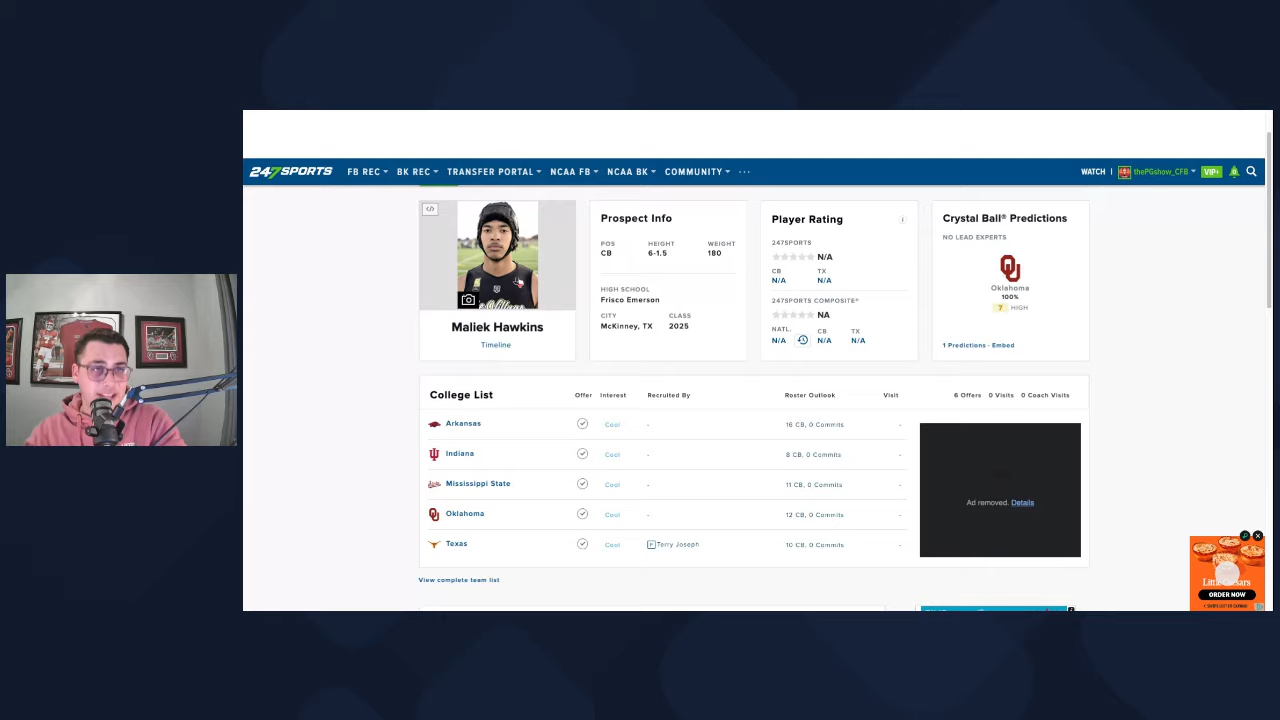 247SPORTS FB REC BK REC TRANSFER PORTAL NCAA FB NCAA BK COMMUNITY ··· WATCH | thePGshow_CFB VIP+
</>
Maliek Hawkins
Timeline
Prospect Info
POS HEIGHT WEIGHT
CB 6-1.5 180
HIGH SCHOOL
Frisco Emerson
CITY CLASS
McKinney, TX 2025
Player Rating
247SPORTS
N/A
CB TX
N/A N/A
247SPORTS COMPOSITE®
NA
NATL. CB TX
N/A N/A N/A
Crystal Ball® Predictions
NO LEAD EXPERTS
Oklahoma
100%
7 HIGH
1 Predictions - Embed
College List Offer Interest Recruited By Roster Outlook Visit 6 Offers 0 Visits 0 Coach Visits
Arkansas Cool - 16 CB, 0 Commits -
Indiana Cool - 8 CB, 0 Commits -
Mississippi State Cool - 11 CB, 0 Commits -
Oklahoma Cool - 12 CB, 0 Commits -
Texas Cool P Terry Joseph 10 CB, 0 Commits -
Ad removed. Details
View complete team list
Little Caesars
ORDER NOW